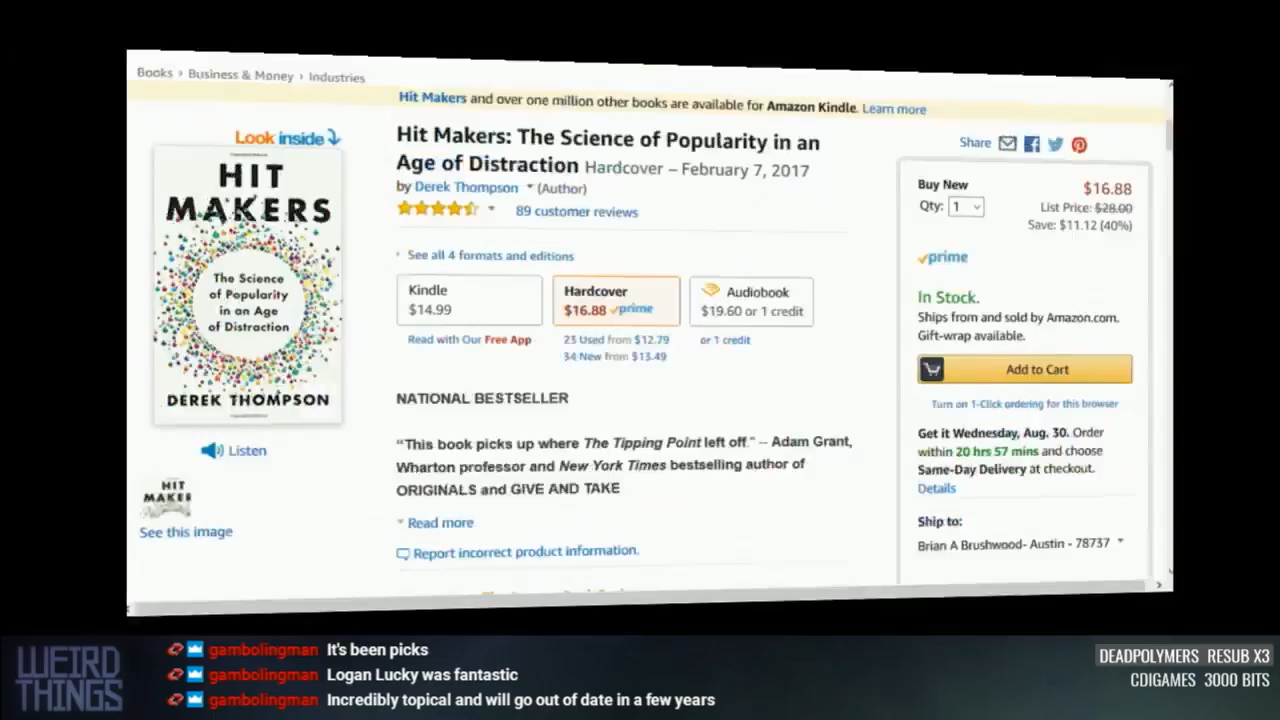 Books › Business & Money › Industries
Hit Makers and over one million other books are available for Amazon Kindle. Learn more
Look inside
HIT
MAKERS
The Science
of Popularity
in an Age
of Distraction
DEREK THOMPSON
Listen
HIT
MAKER
See this image
Hit Makers: The Science of Popularity in an
Age of Distraction Hardcover – February 7, 2017
by Derek Thompson (Author)
89 customer reviews
See all 4 formats and editions
Kindle
$14.99
Read with Our Free App
Hardcover
$16.88 prime
23 Used from $12.79
34 New from $13.49
Audiobook
$19.60 or 1 credit
or 1 credit
NATIONAL BESTSELLER
“This book picks up where The Tipping Point left off.” – Adam Grant,
Wharton professor and New York Times bestselling author of
ORIGINALS and GIVE AND TAKE
Read more
Report incorrect product information.
Share
Buy New
$16.88
Qty: 1
List Price: $28.00
Save: $11.12 (40%)
prime
In Stock.
Ships from and sold by Amazon.com.
Gift-wrap available.
Add to Cart
Turn on 1-Click ordering for this browser
Get it Wednesday, Aug. 30. Order
within 20 hrs 57 mins and choose
Same-Day Delivery at checkout.
Details
Ship to:
Brian A Brushwood- Austin - 78737
WEIRD
THINGS
gambolingman It's been picks
gambolingman Logan Lucky was fantastic
gambolingman Incredibly topical and will go out of date in a few years
DEADPOLYMERS RESUB X3
CDIGAMES 3000 BITS